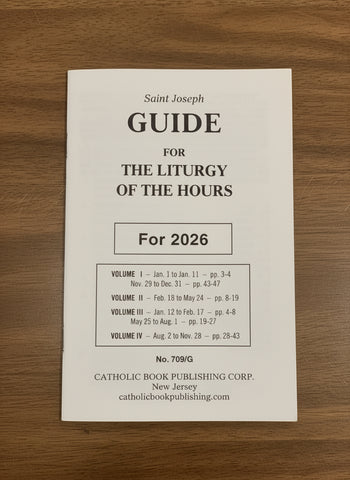 Saint Joseph
GUIDE
FOR
THE LITURGY
OF THE HOURS
For 2026
VOLUME I – Jan. 1 to Jan. 11 – pp. 3-4
Nov. 29 to Dec. 31 – pp. 43-47
VOLUME II – Feb. 18 to May 24 – pp. 8-19
VOLUME III – Jan. 12 to Feb. 17 – pp. 4-8
May 25 to Aug. 1 – pp. 19-27
VOLUME IV – Aug. 2 to Nov. 28 – pp. 28-43
No. 709/G
CATHOLIC BOOK PUBLISHING CORP.
New Jersey
catholicbookpublishing.com